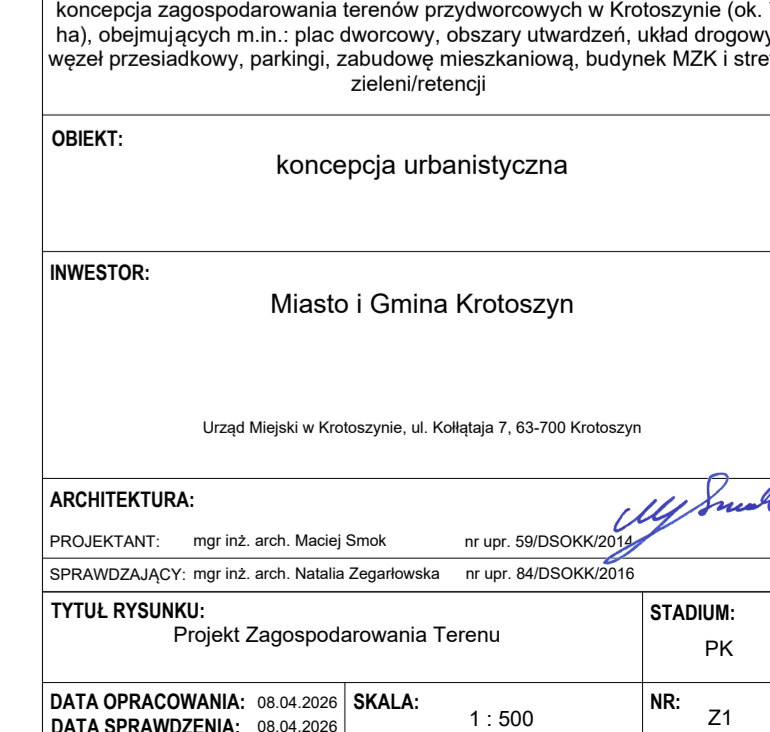 koncepcja zagospodarowania terenów przydworcowych w Krotoszynie (ok.
ha), obejmujących m.in.: plac dworcowy, obszary utwardzeń, układ drogowy
węzeł przesiadkowy, parkingi, zabudowę mieszkaniową, budynek MZK i
zieleni/retencji
OBIEKT:
koncepcja urbanistyczna
INWESTOR:
Miasto i Gmina Krotoszyn
Urząd Miejski w Krotoszynie, ul. Kołłątaja 7, 63-700 Krotoszyn
ARCHITEKTURA:
PROJEKTANT: mgr inż. arch. Maciej Smok nr upr. 59/DSOKK/2014
SPRAWDZAJĄCY: mgr inż. arch. Natalia Zegarłowska nr upr. 84/DSOKK/2016
TYTUŁ RYSUNKU: STADIUM:
Projekt Zagospodarowania Terenu PK
DATA OPRACOWANIA: 08.04.2026 SKALA: NR:
DATA SPRAWDZENIA: 08.04.2026 1 : 500 Z1